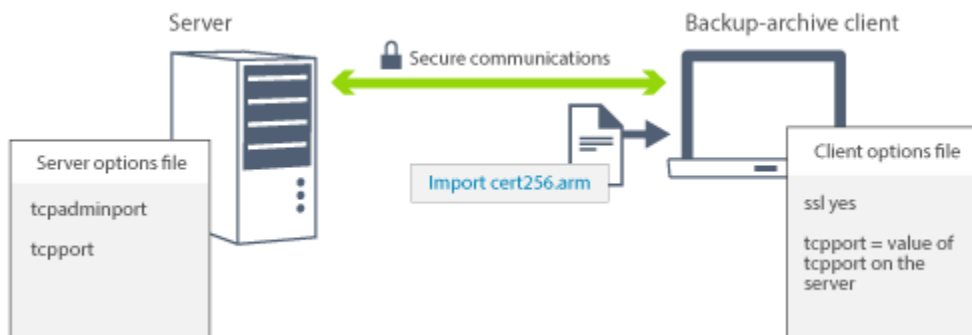 Server
Backup-archive client
Secure communications
Server options file
tcpadminport
tcpport
Import cert256.arm
Client options file
ssl yes
tcpport = value of
tcpport on the
server